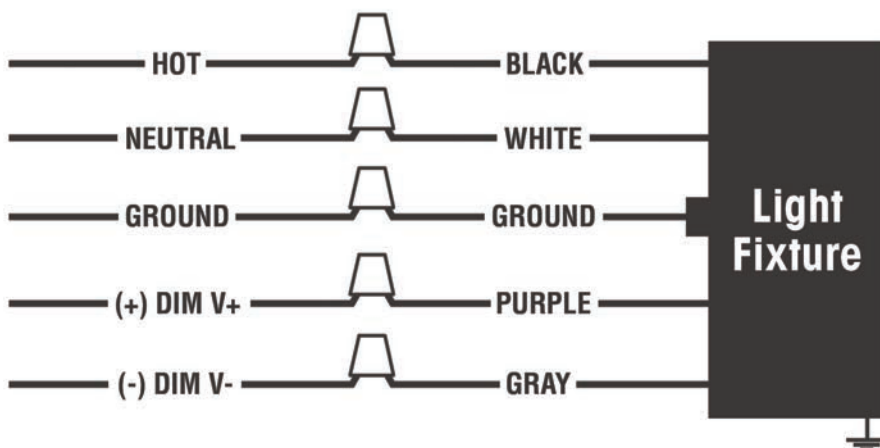 HOT BLACK
NEUTRAL WHITE
GROUND GROUND
(+) DIM V+ PURPLE
(-) DIM V- GRAY
Light
Fixture